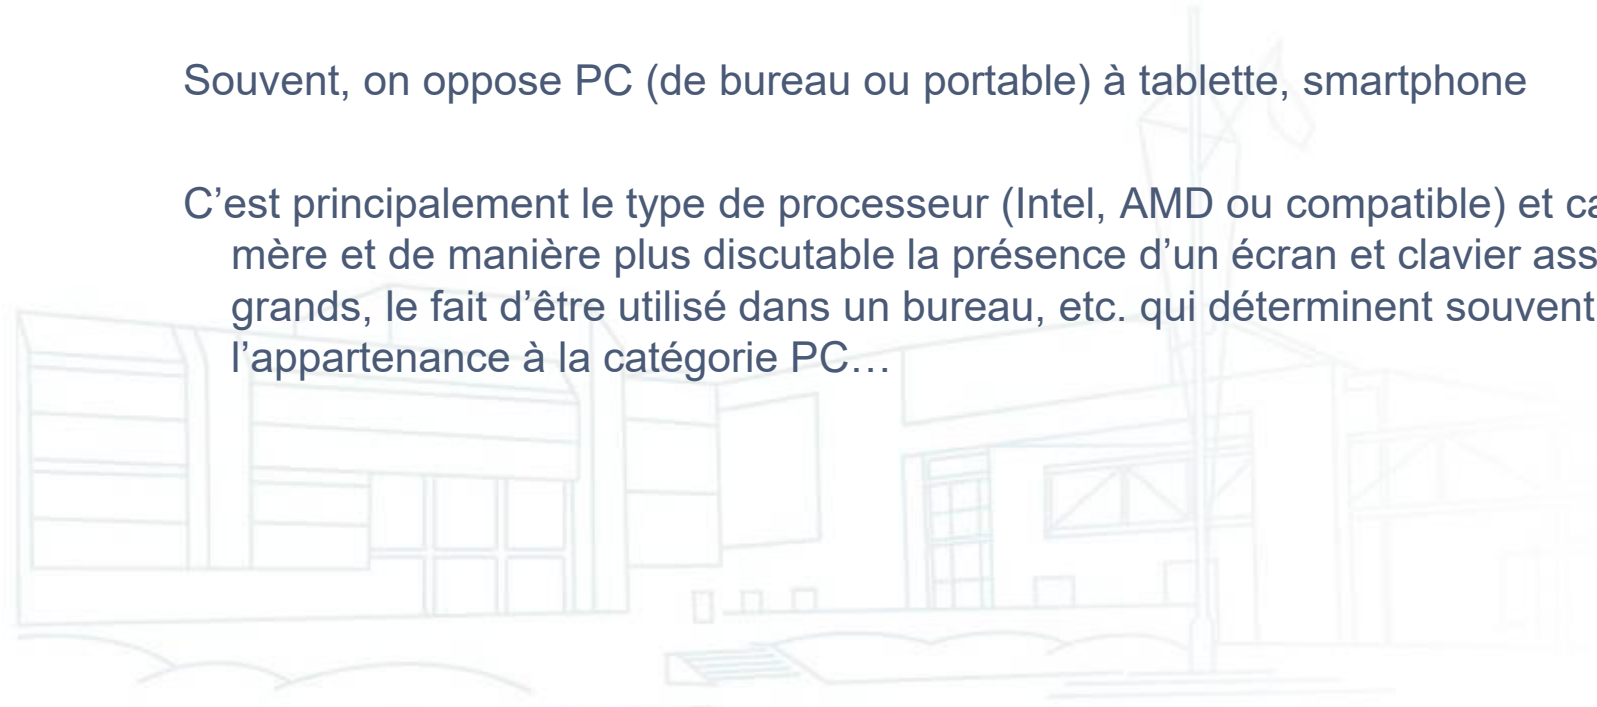 Souvent, on oppose PC (de bureau ou portable) à tablette, smartphone
C’est principalement le type de processeur (Intel, AMD ou compatible) et ca
mère et de manière plus discutable la présence d’un écran et clavier ass
grands, le fait d’être utilisé dans un bureau, etc. qui déterminent souvent
l’appartenance à la catégorie PC…